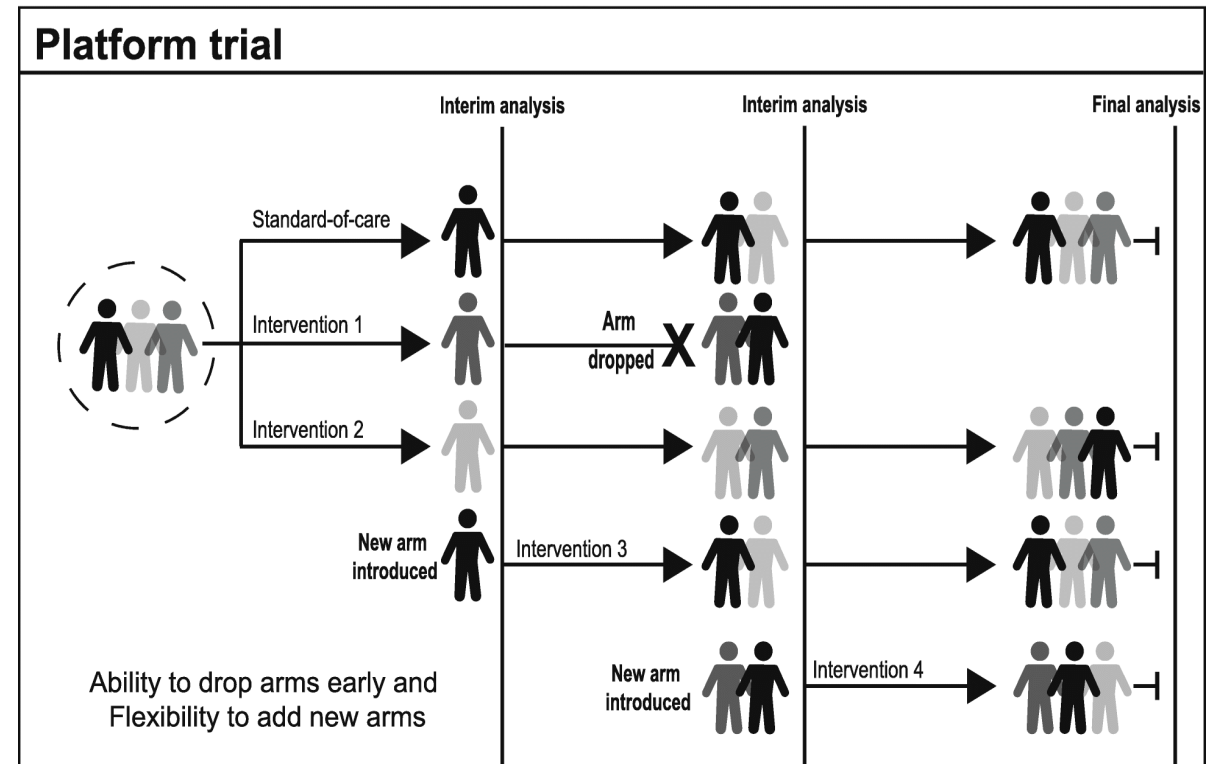 Platform trial
Interim analysis
Interim analysis
Final analysis
Standard-of-care
Intervention 1
Arm
dropped
X
Intervention 2
New arm
introduced
Intervention 3
New arm
introduced
Intervention 4
Ability to drop arms early and
Flexibility to add new arms